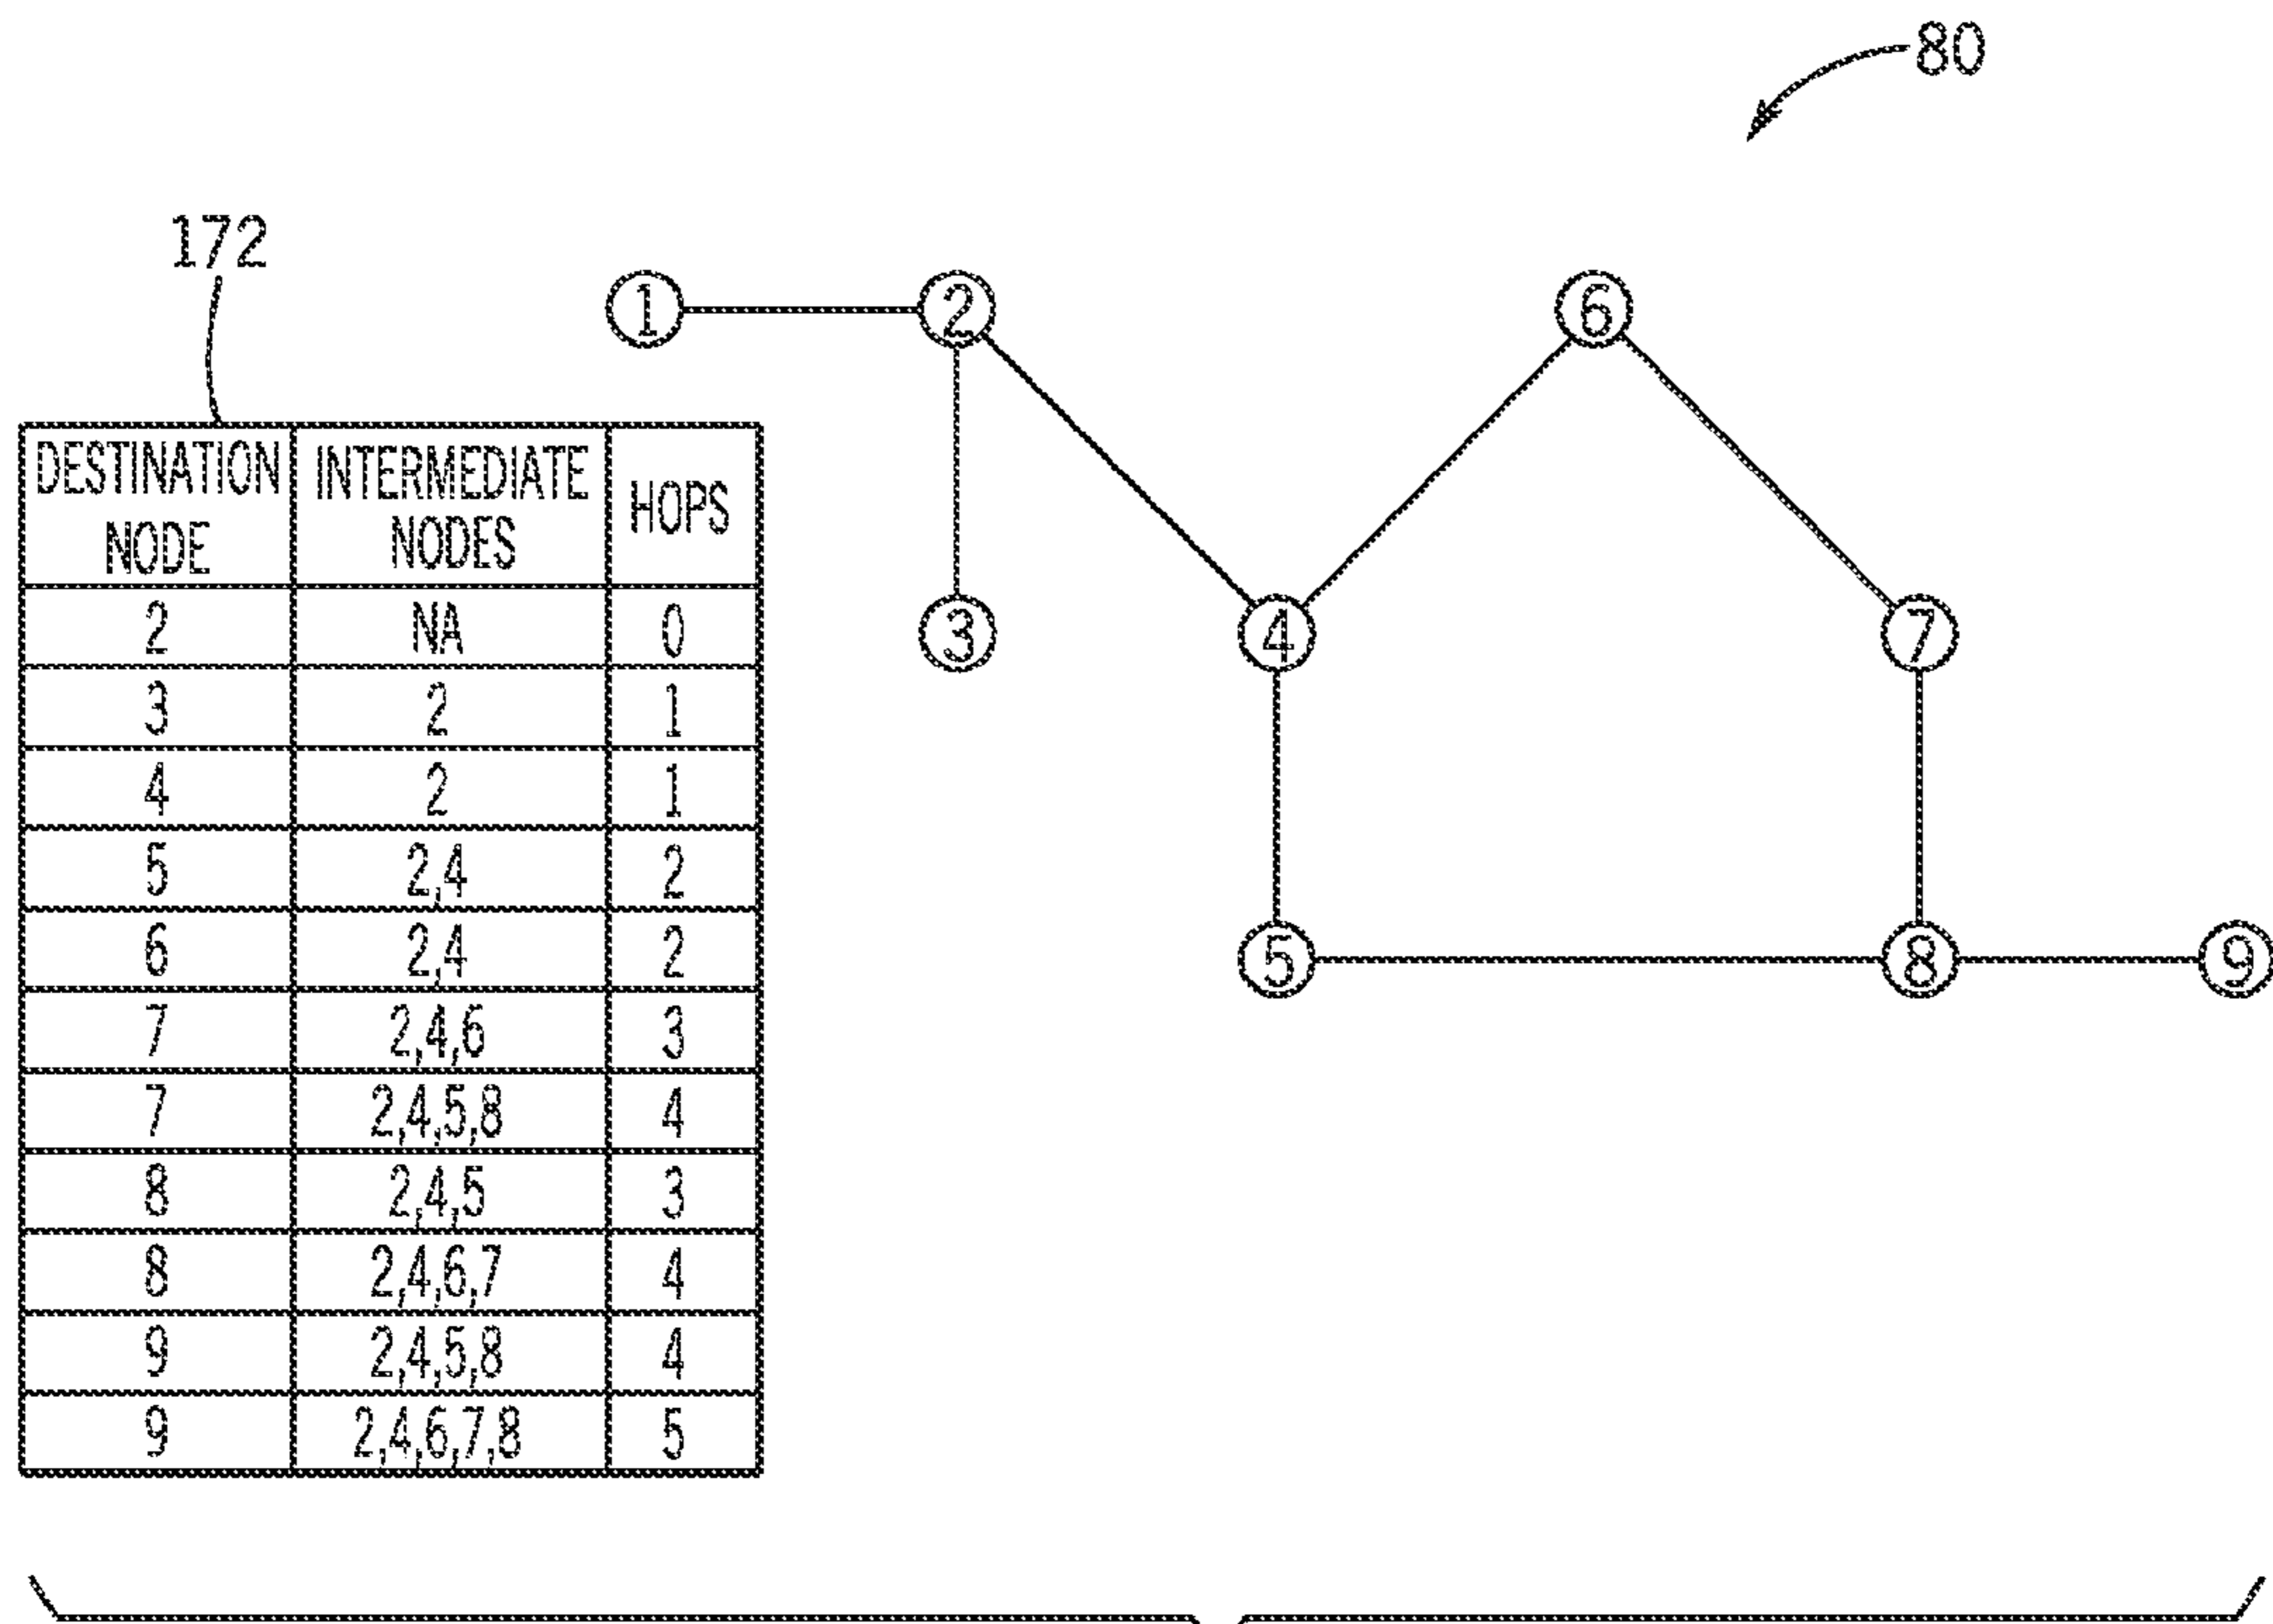 80
172
1
2
6
3
4
7
5
8
9
DESTINATION NODE INTERMEDIATE NODES HOPS
2 NA 0
3 2 1
4 2 1
5 2,4 2
6 2,4 2
7 2,4,6 3
7 2,4,5,8 4
8 2,4,5 3
8 2,4,6,7 4
9 2,4,5,8 4
9 2,4,6,7,8 5